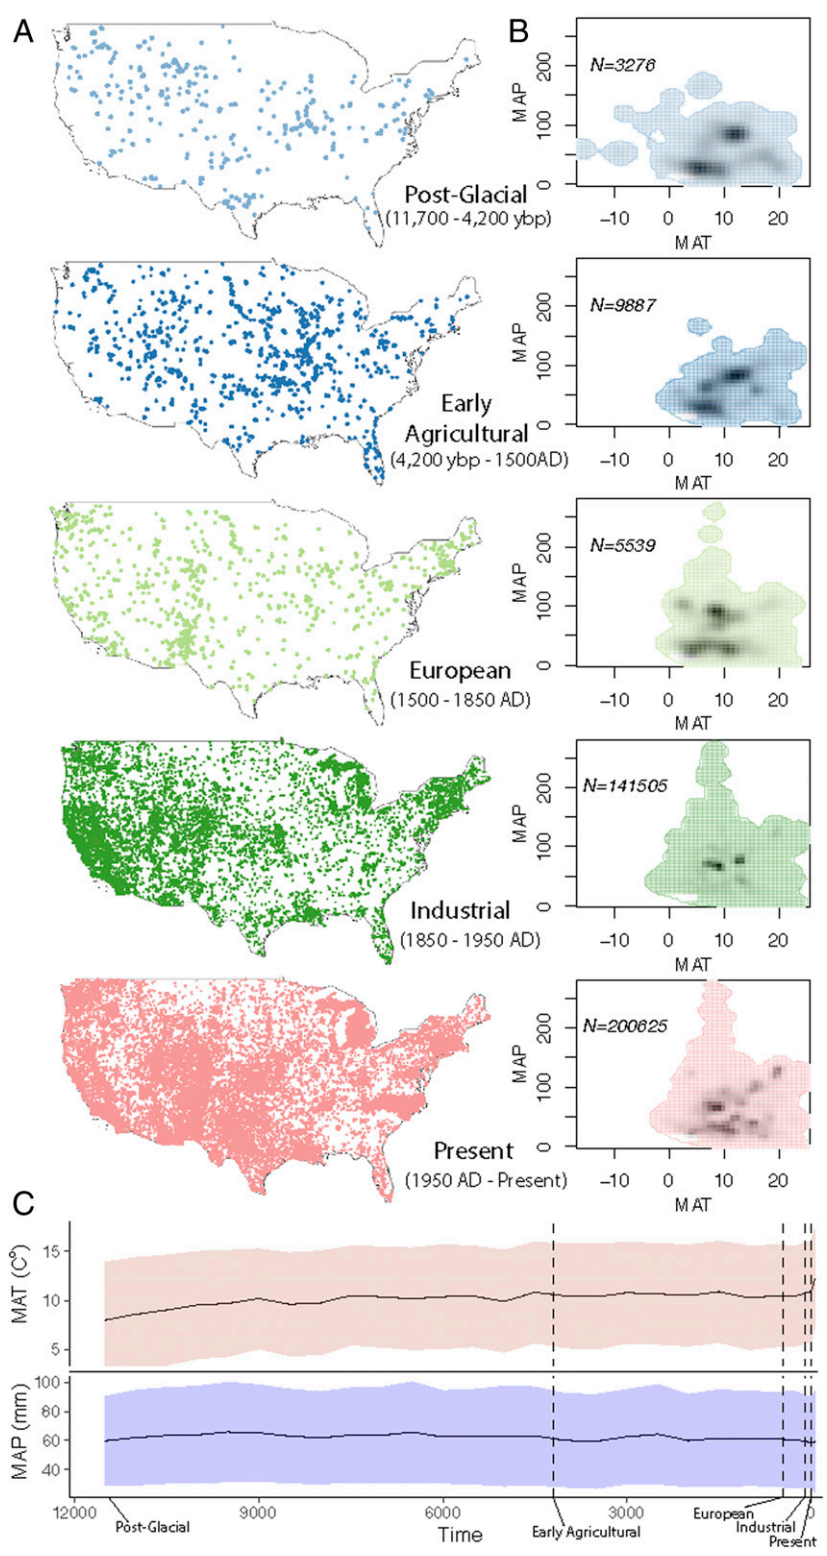 A
B
Post-Glacial
(11,700 - 4,200 ybp)
N=3276
MAP
0
100
200
-10
0
10
20
MAT
Early
Agricultural
(4,200 ybp - 1500AD)
N=9887
MAP
0
100
200
-10
0
10
20
MAT
European
(1500 - 1850 AD)
N=5539
MAP
0
100
200
-10
0
10
20
MAT
Industrial
(1850 - 1950 AD)
N=141505
MAP
0
100
200
-10
0
10
20
MAT
Present
(1950 AD - Present)
N=200625
MAP
0
100
200
-10
0
10
20
MAT
C
MAT (C°)
15
10
5
MAP (mm)
100
80
60
40
12000
9000
6000
3000
0
Post-Glacial
Early Agricultural
European
Industrial
Present
Time